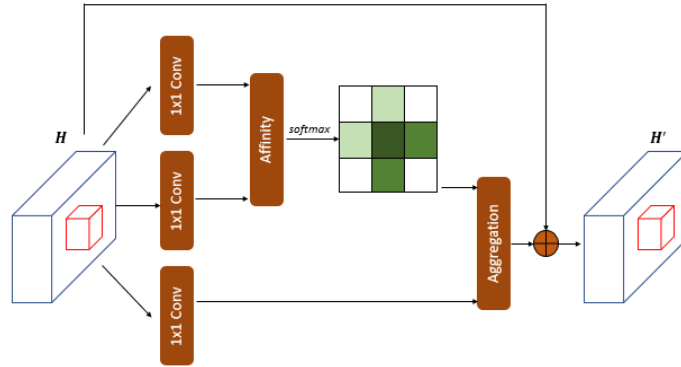 H
1x1 Conv
1x1 Conv
1x1 Conv
Affinity
softmax
Aggregation
H'